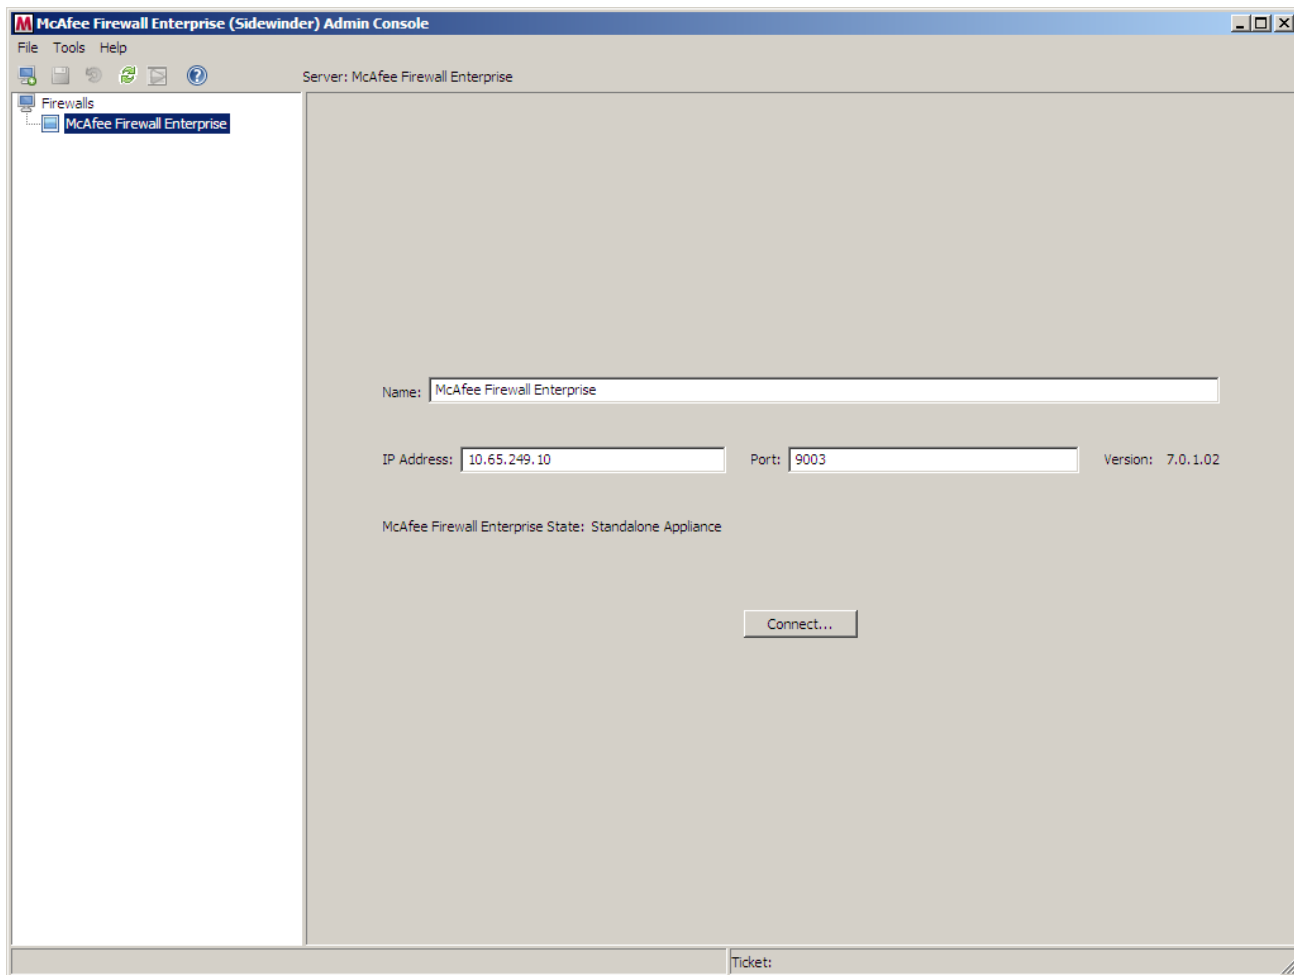 McAfee Firewall Enterprise (Sidewinder) Admin Console
File Tools Help
Server: McAfee Firewall Enterprise
Firewalls
McAfee Firewall Enterprise
Name: McAfee Firewall Enterprise
IP Address: 10.65.249.10 Port: 9003 Version: 7.0.1.02
McAfee Firewall Enterprise State: Standalone Appliance
Connect...
Ticket: